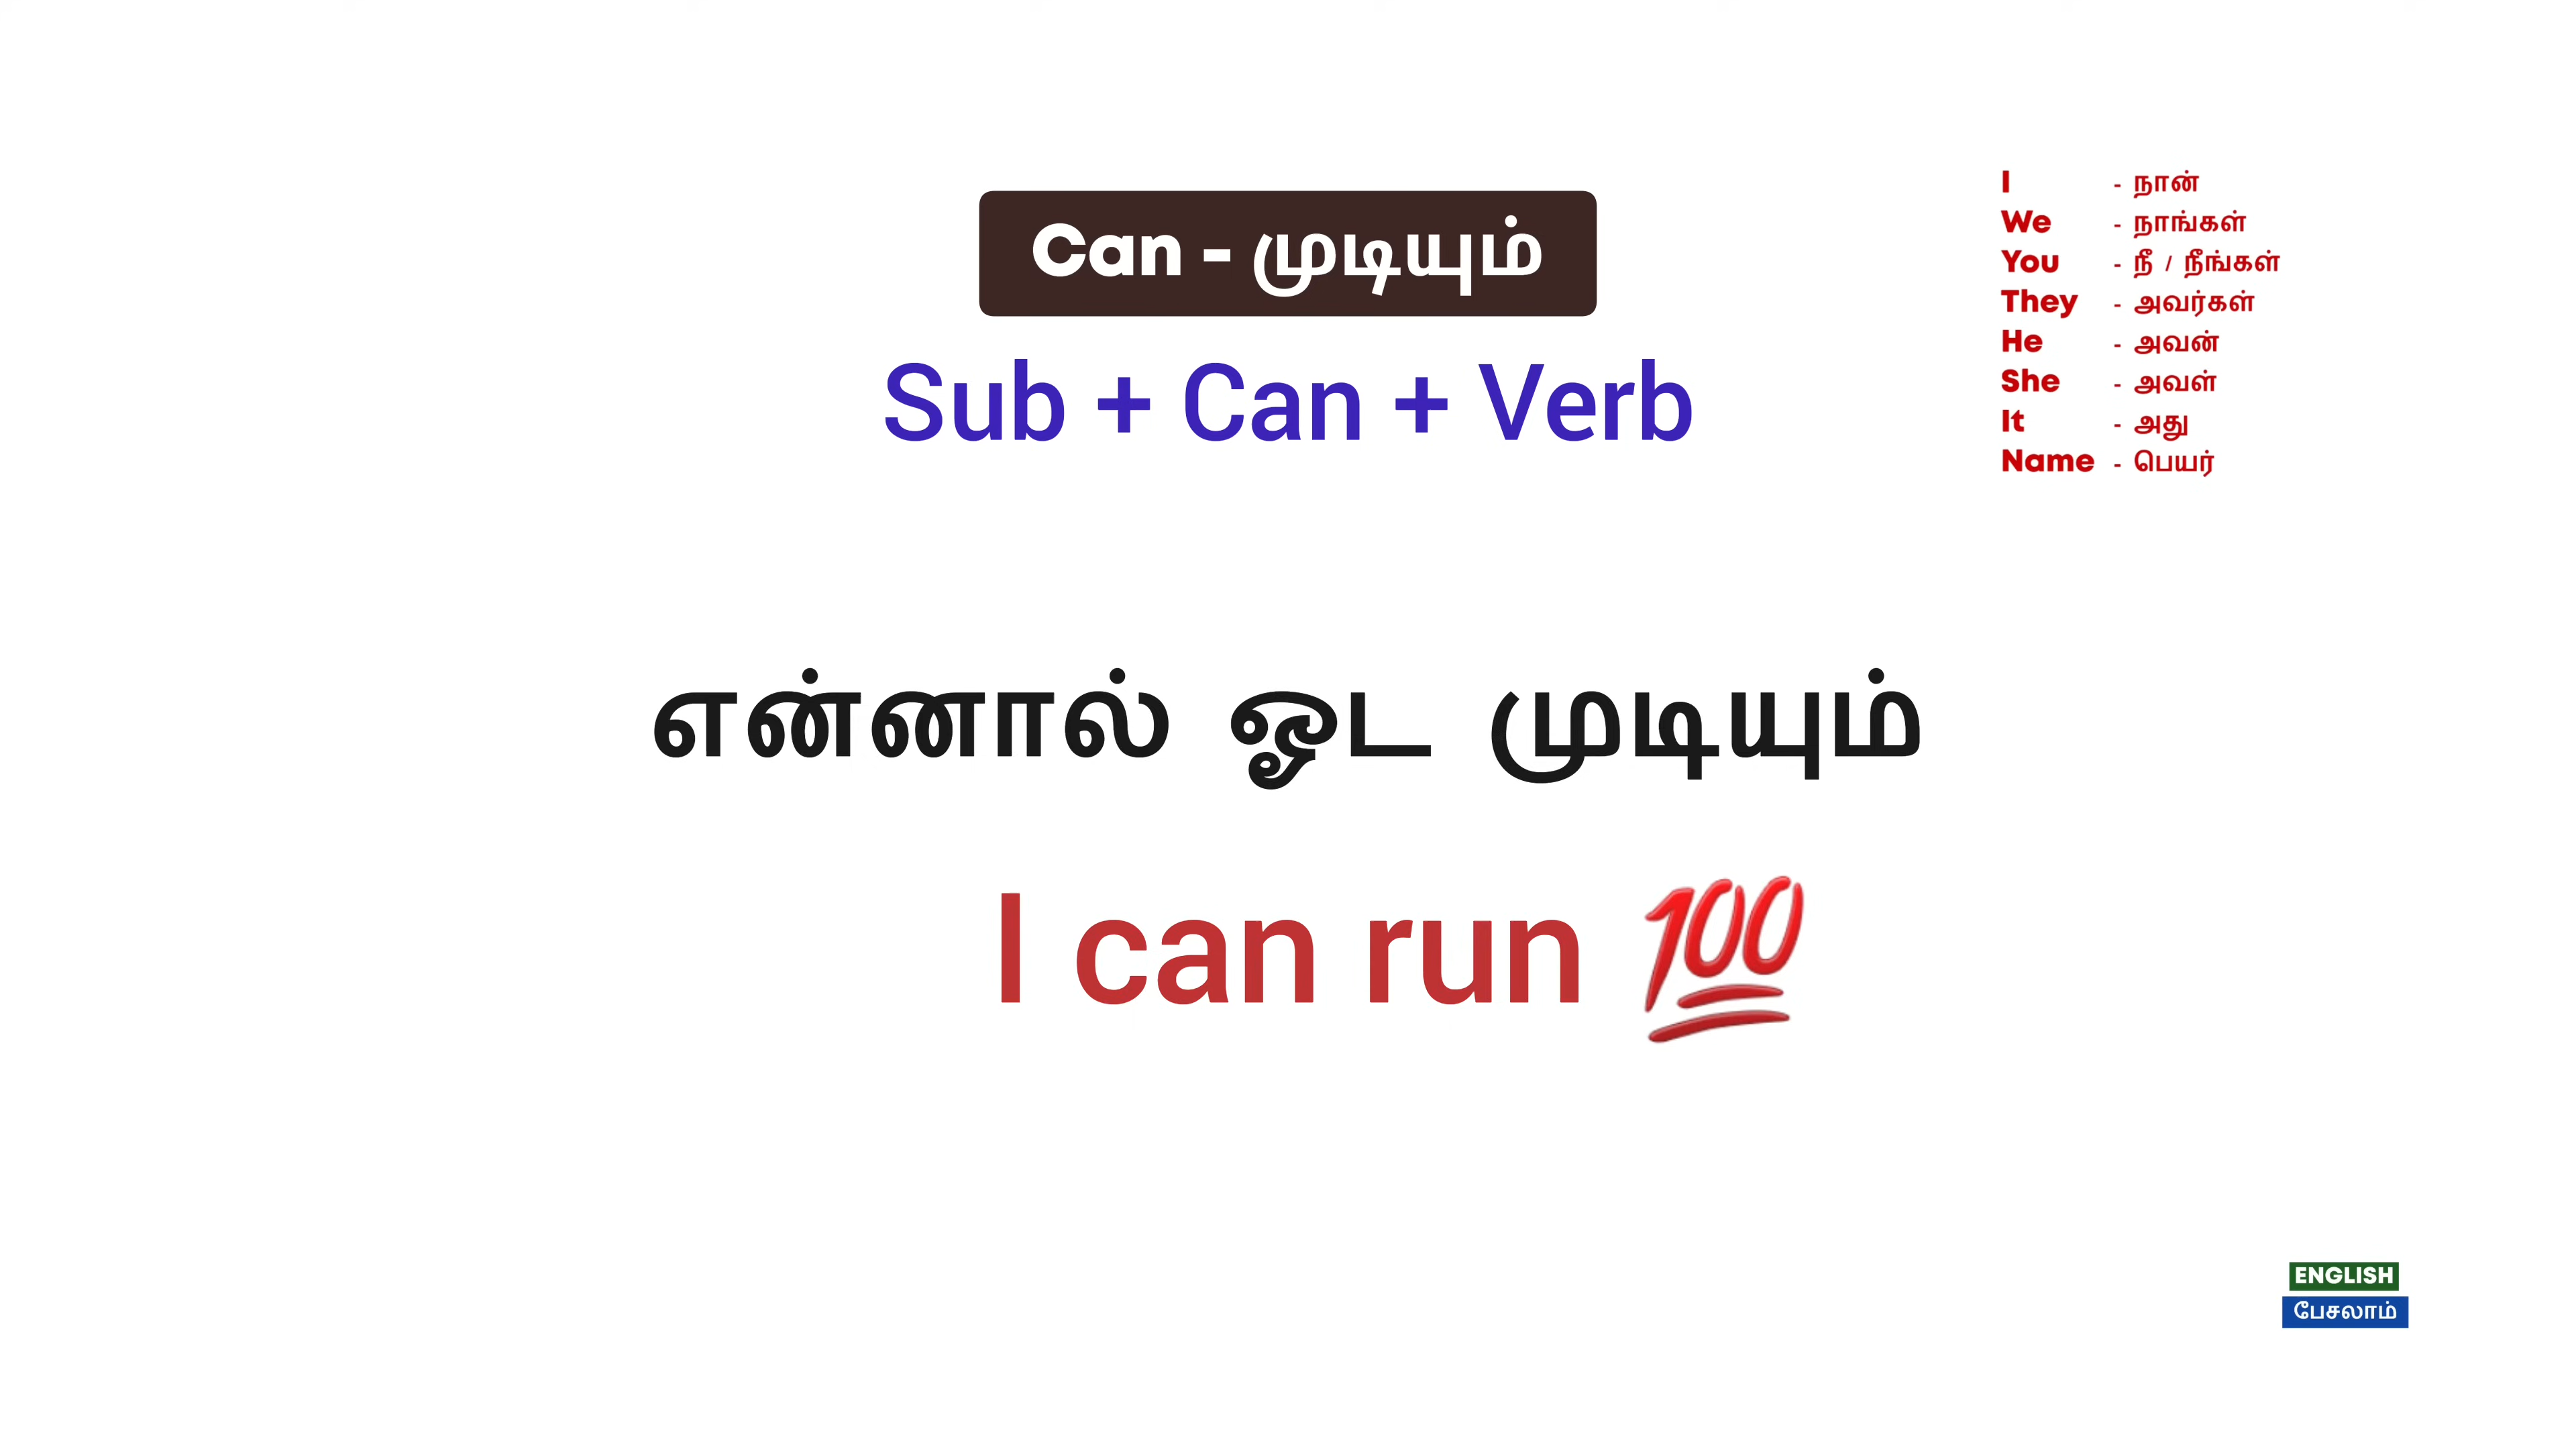 Can - முடியும்
Sub + Can + Verb
I - நான்
We - நாங்கள்
You - நீ / நீங்கள்
They - அவர்கள்
He - அவன்
She - அவள்
It - அது
Name - பெயர்
என்னால் ஓட முடியும்
I can run 💯
ENGLISH
பேசலாம்